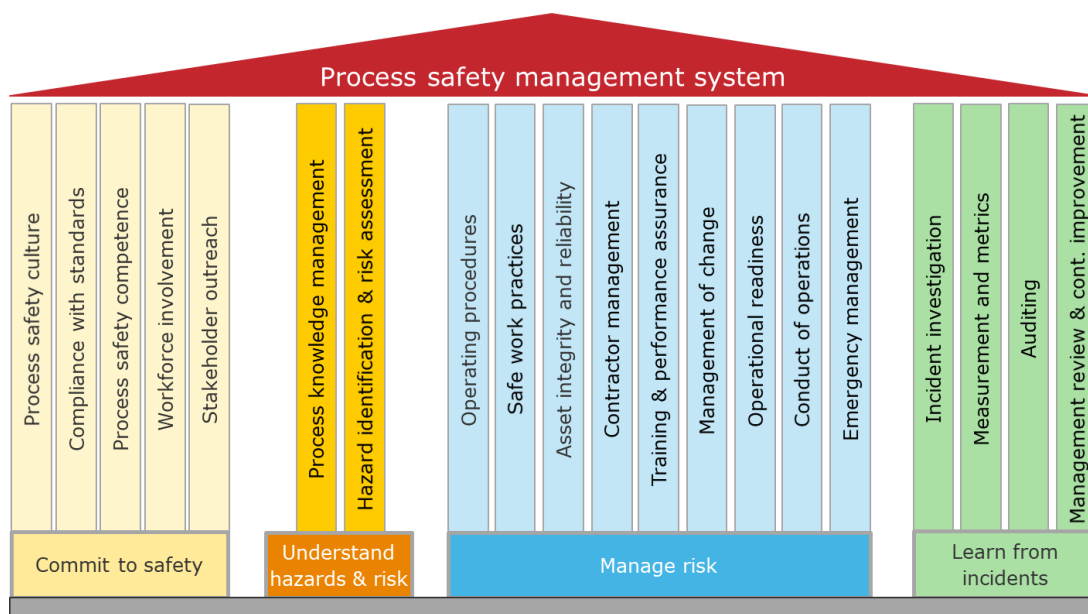 Process safety management system
Process safety culture
Compliance with standards
Process safety competence
Workforce involvement
Stakeholder outreach
Process knowledge management
Hazard identification & risk assessment
Operating procedures
Safe work practices
Asset integrity and reliability
Contractor management
Training & performance assurance
Management of change
Operational readiness
Conduct of operations
Emergency management
Incident investigation
Measurement and metrics
Auditing
Management review & cont. improvement
Commit to safety
Understand
hazards & risk
Manage risk
Learn from
incidents